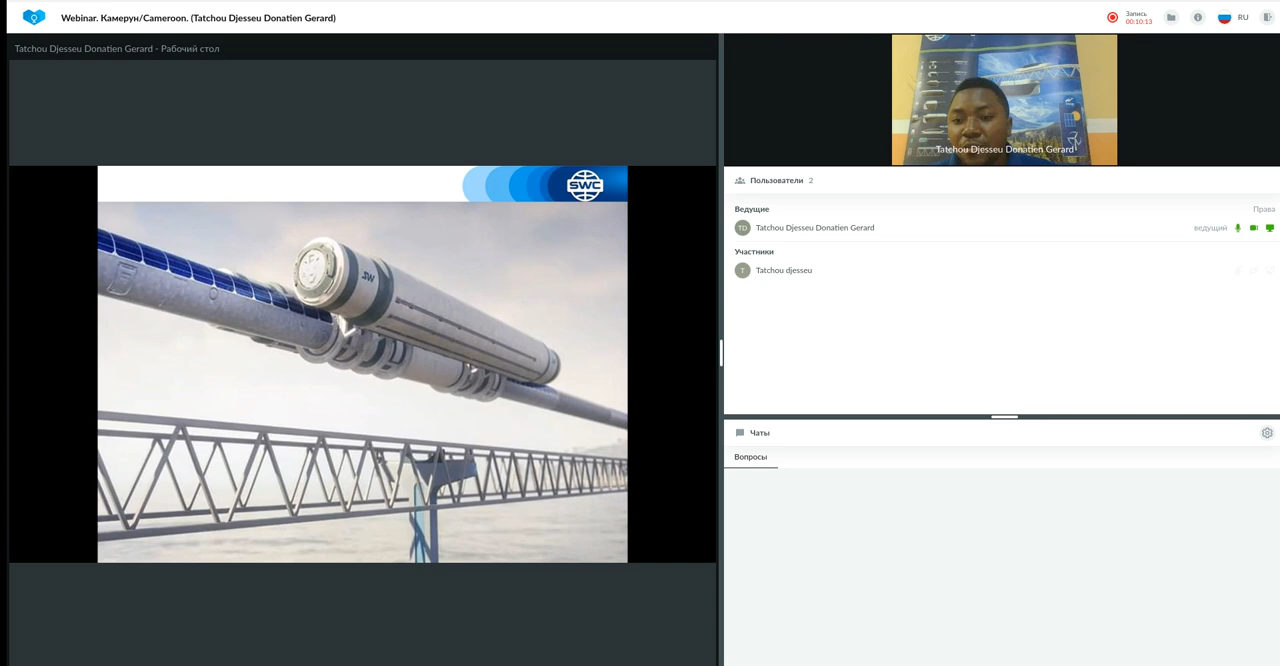 Webinar. Камерун/Cameroon. (Tatchou Djesseu Donatien Gerard)
Запись
00:10:13
RU
Tatchou Djesseu Donatien Gerard - Рабочий стол
SWC
SW
Tatchou Djesseu Donatien Gerard
Пользователи 2
Ведущие Права
TD Tatchou Djesseu Donatien Gerard ведущий
Участники
T Tatchou djesseu
Чаты
Вопросы